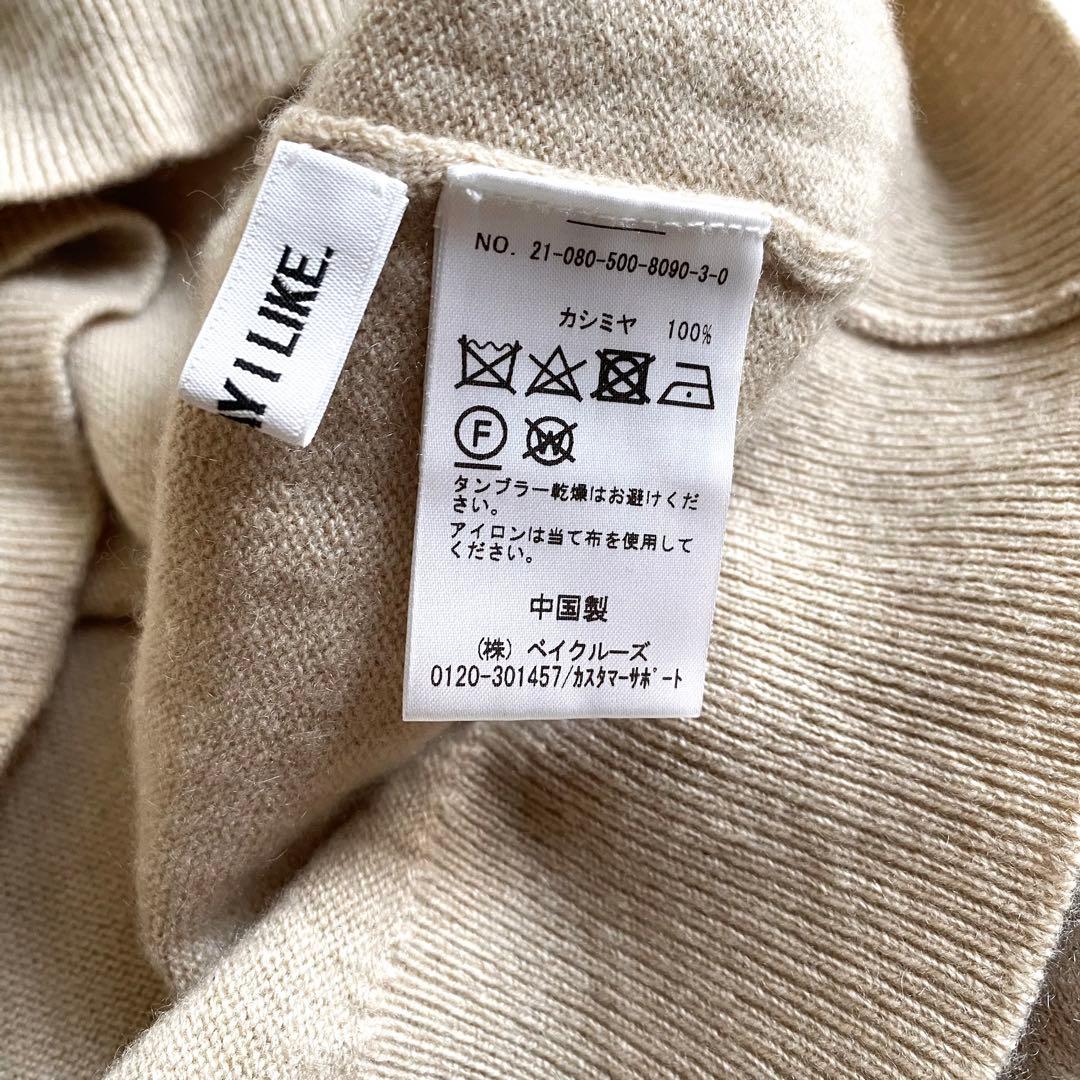 I LIKE.
NO. 21-080-500-8090-3-0
カシミヤ 100%
F
W
タンブラー乾燥はお避けくだ
さい。
アイロンは当て布を使用して
ください。
中国製
(株) ベイクルーズ
0120-301457/ｶｽﾀﾏｰｻﾎﾟｰﾄ